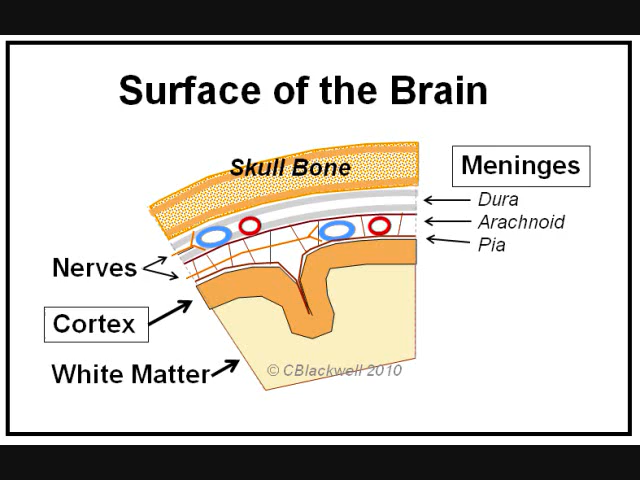 Surface of the Brain
Skull Bone
Meninges
Dura
Arachnoid
Pia
Nerves
Cortex
White Matter
© CBlackwell 2010